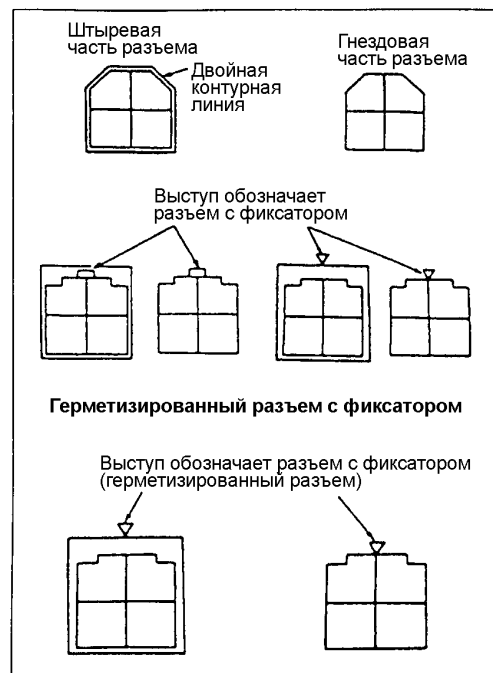 Штыревая
часть разъема
Двойная
контурная
линия
Гнездовая
часть разъема
Выступ обозначает
разъем с фиксатором
Герметизированный разъем с фиксатором
Выступ обозначает разъем с фиксатором
(герметизированный разъем)